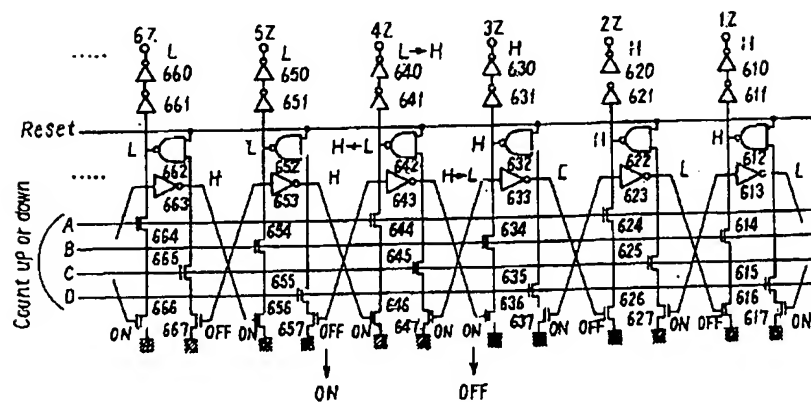 6Z 5Z 4Z 3Z 2Z 1Z
..... L L L→H H H H
660 650 640 630 620 610
661 651 641 631 621 611
Reset
L L H←L H H H
662 652 642 632 622 612
..... H H H→L L L
663 653 643 633 623 613
Count up or down
A
664 654 644 634 624 614
B
665 645 625
C
655 635 615
D
666 667 656 657 646 647 636 637 626 627 616 617
ON OFF ON OFF ON ON ON ON OFF ON OFF ON
ON OFF